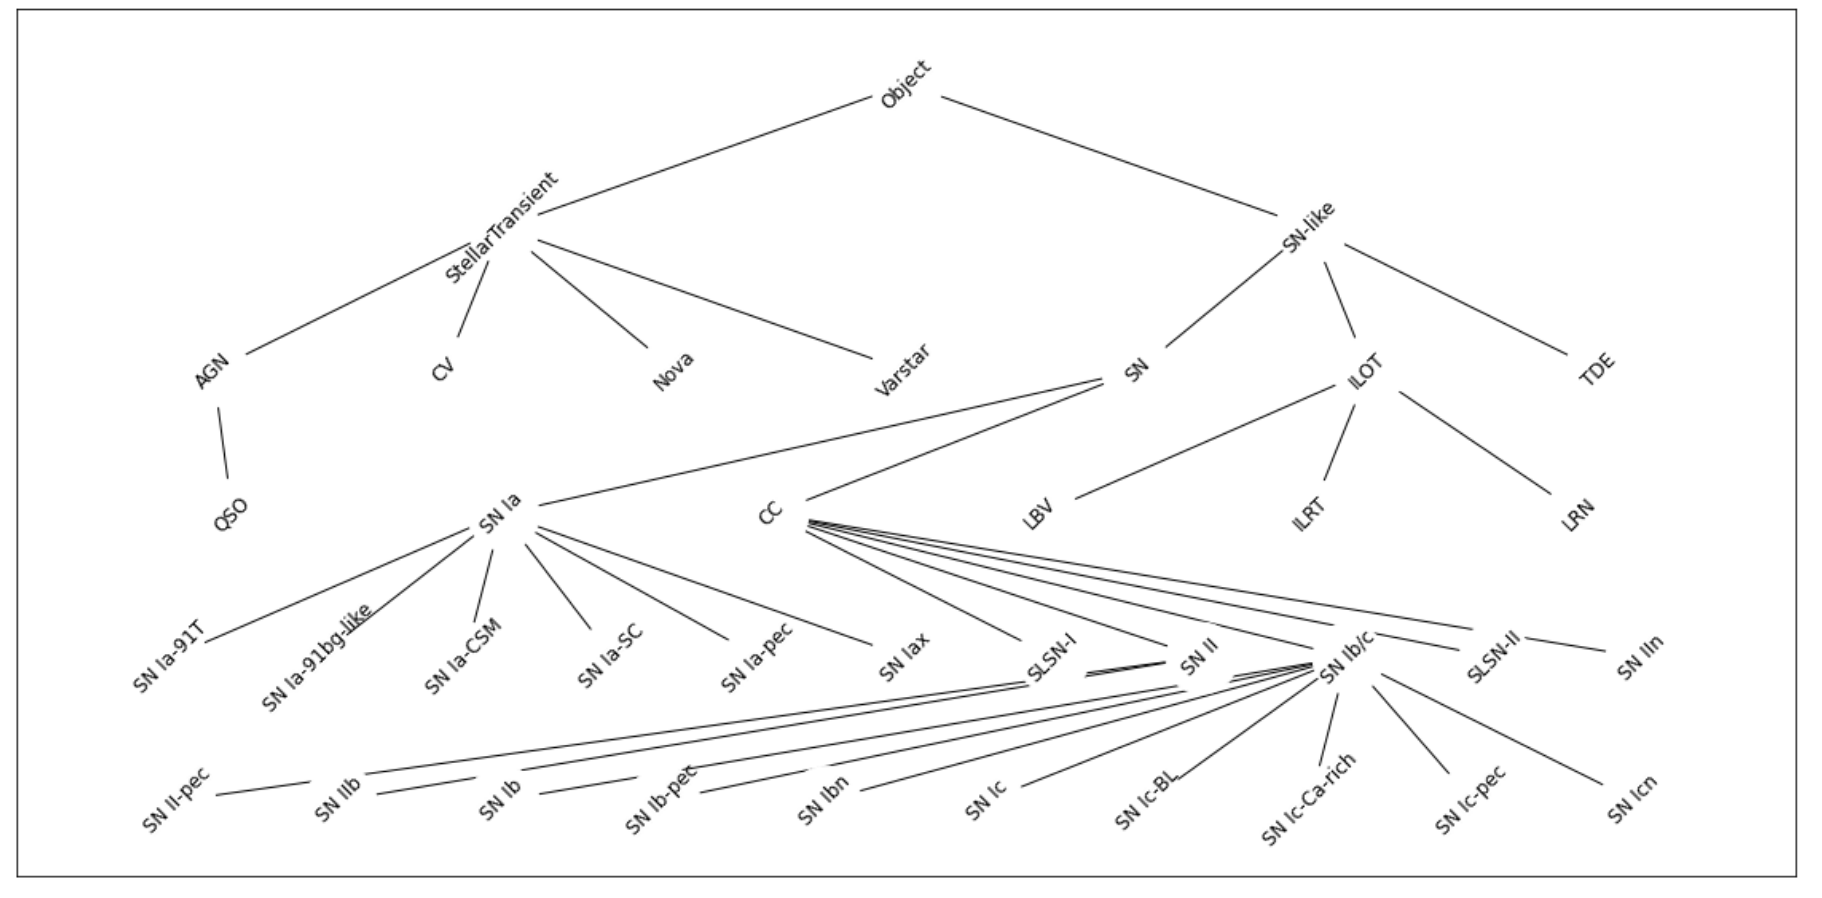 Object
StellarTransient
SN-like
AGN
CV
Nova
Varstar
SN
ILOT
TDE
QSO
SN Ia
CC
LBV
ILRT
LRN
SN Ia-91T
SN Ia-91bg-like
SN Ia-CSM
SN Ia-SC
SN Ia-pec
SN Iax
SLSN-I
SN II
SN Ib/c
SLSN-II
SN IIn
SN II-pec
SN IIb
SN Ib
SN Ib-pec
SN Ibn
SN Ic
SN Ic-BL
SN Ic-Ca-rich
SN Ic-pec
SN Icn